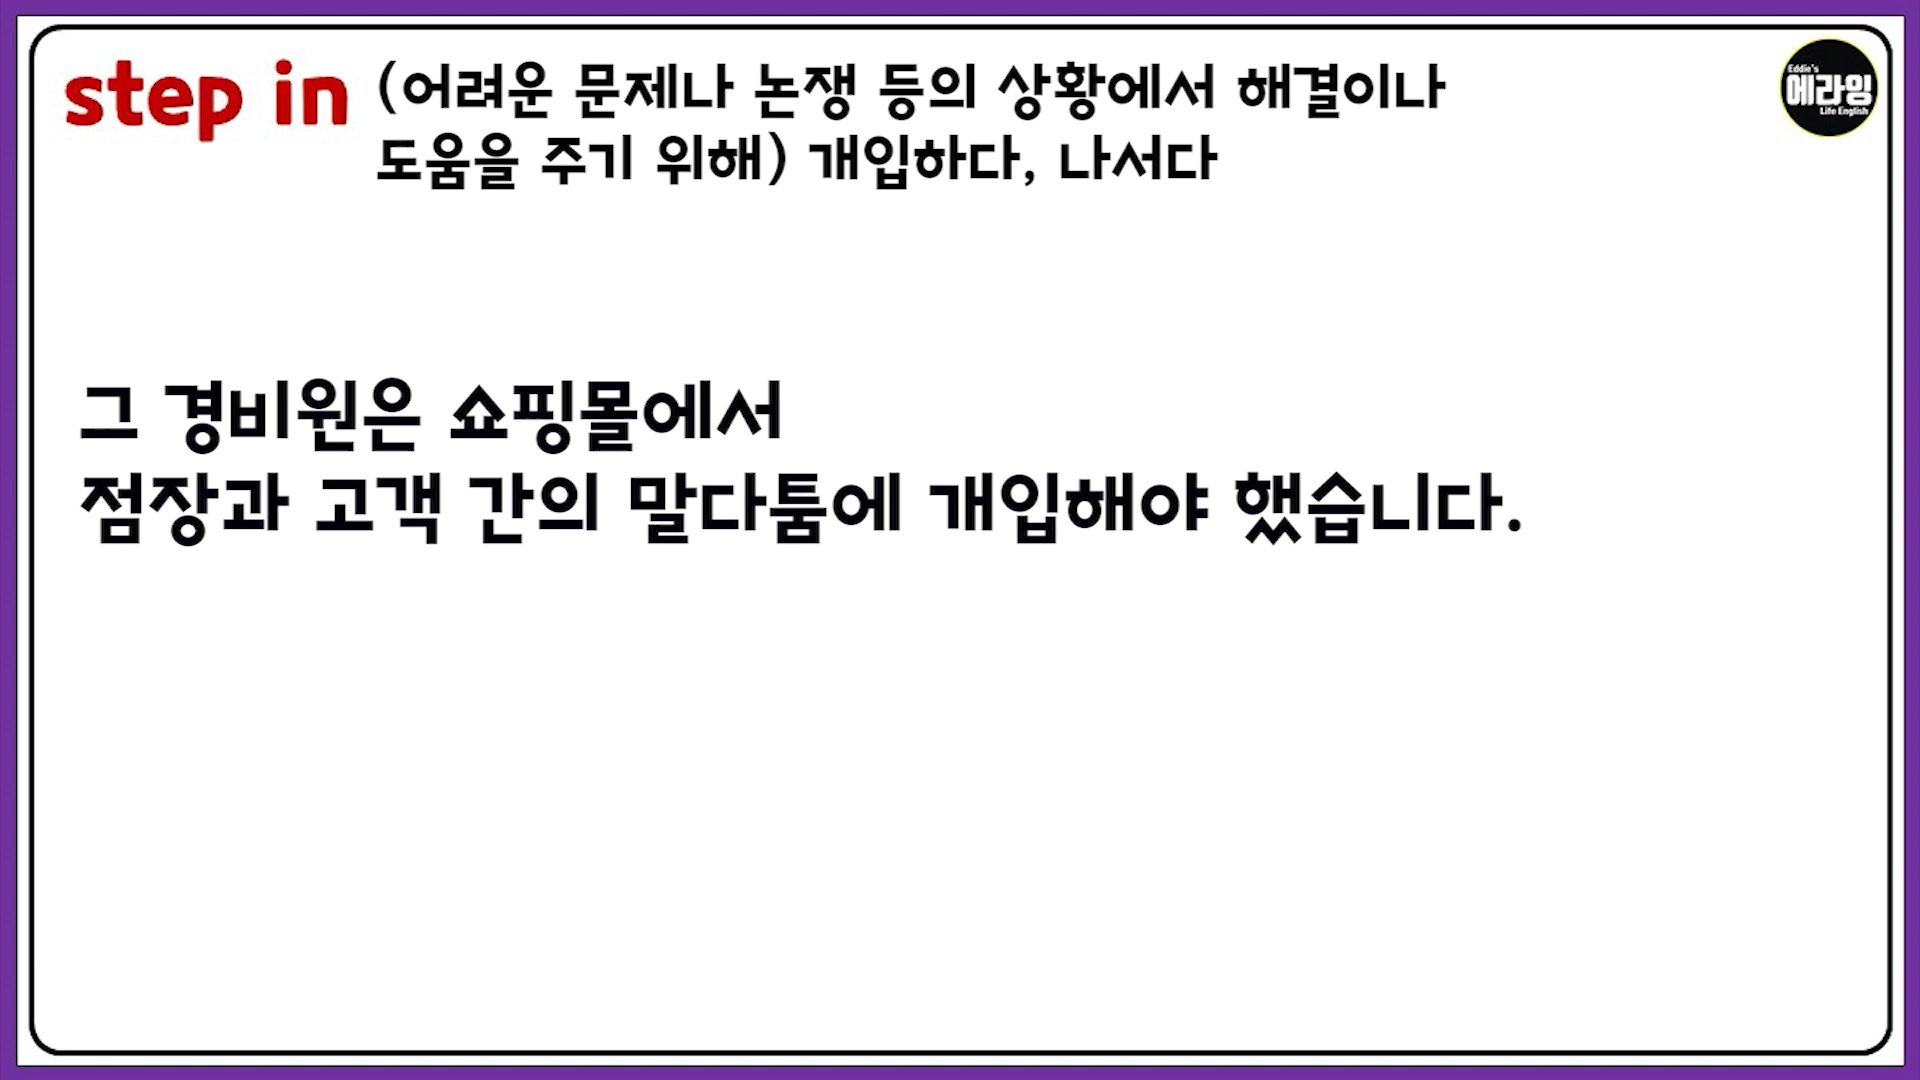 step in (어려운 문제나 논쟁 등의 상황에서 해결이나
도움을 주기 위해) 개입하다, 나서다
Eddie's
에라잉
Life English
그 경비원은 쇼핑몰에서
점장과 고객 간의 말다툼에 개입해야 했습니다.